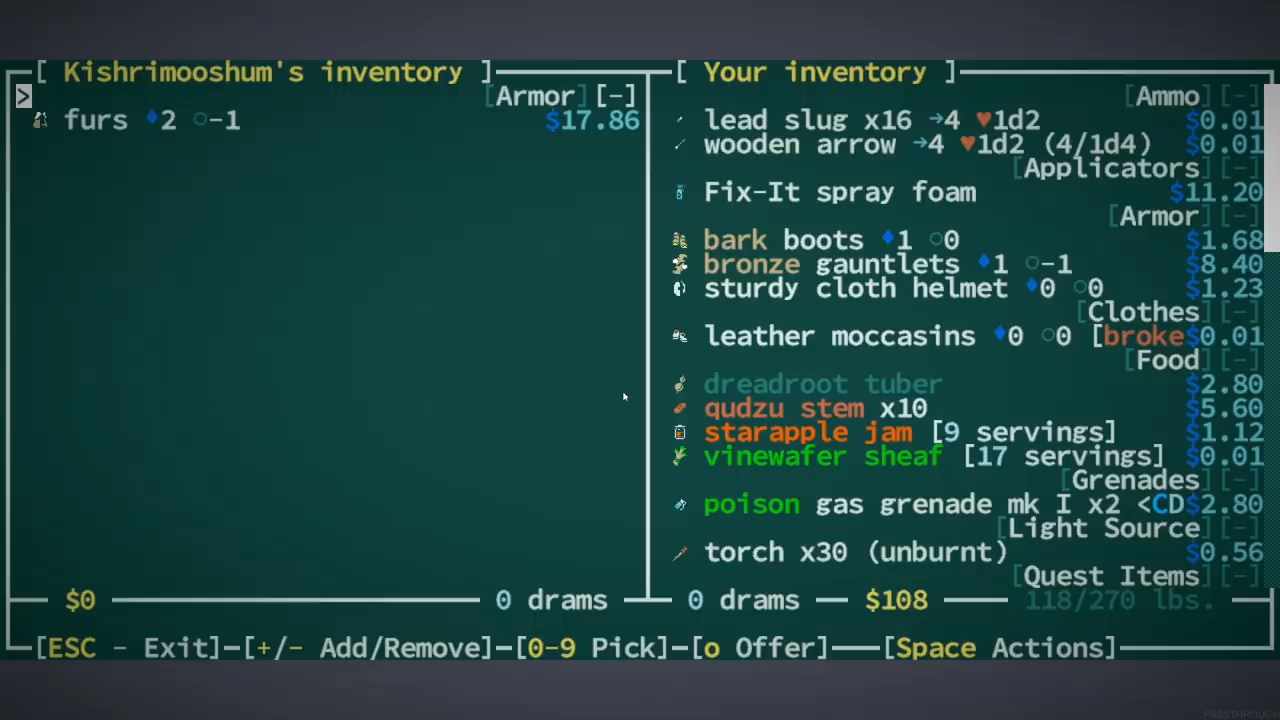 [ Kishrimooshum's inventory ]
> [Armor] [-]
furs ♦2 ○-1 $17.86
$0 0 drams
[ Your inventory ]
[Ammo] [-]
lead slug x16 →4 ♥1d2 $0.01
wooden arrow →4 ♥1d2 (4/1d4) $0.01
[Applicators] [-]
Fix-It spray foam $11.20
[Armor] [-]
bark boots ♦1 ○0 $1.68
bronze gauntlets ♦1 ○-1 $8.40
sturdy cloth helmet ♦0 ○0 $1.23
[Clothes] [-]
leather moccasins ♦0 ○0 [broke $0.01
[Food] [-]
dreadroot tuber $2.80
qudzu stem x10 $5.60
starapple jam [9 servings] $1.12
vinewafer sheaf [17 servings] $0.01
[Grenades] [-]
poison gas grenade mk I x2 <CD $2.80
[Light Source] [-]
torch x30 (unburnt) $0.56
[Quest Items] [-]
0 drams $108 118/270 lbs.
[ESC - Exit] [+/- Add/Remove] [0-9 Pick] [o Offer] [Space Actions]